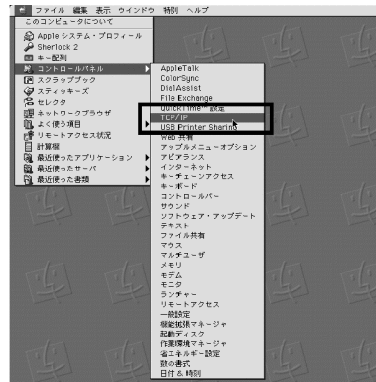 ファイル 編集 表示 ウインドウ 特別 ヘルプ
このコンピュータについて
Apple システム・プロフィール
Sherlock 2
キー配列
コントロールパネル
スクラップブック
スティッキーズ
セレクタ
ネットワークブラウザ
よく使う項目
リモートアクセス状況
計算機
最近使ったアプリケーション
最近使ったサーバ
最近使った書類
AppleTalk
ColorSync
DialAssist
File Exchange
QuickTime™ 設定
TCP/IP
USB Printer Sharing
Web 共有
アップルメニューオプション
アピアランス
インターネット
キーチェーンアクセス
キーボード
コントロールバー
サウンド
ソフトウェア・アップデート
テキスト
ファイル共有
マウス
マルチユーザ
メモリ
モデム
モニタ
ランチャー
リモートアクセス
一般設定
機能拡張マネージャ
起動ディスク
作業環境マネージャ
省エネルギー設定
数の書式
日付 & 時刻